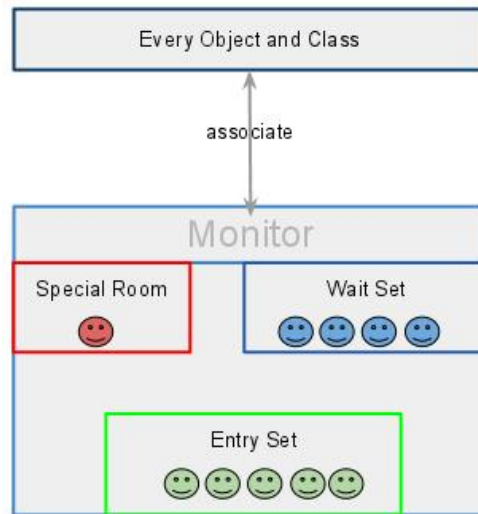 Every Object and Class
associate
Monitor
Special Room
Wait Set
Entry Set